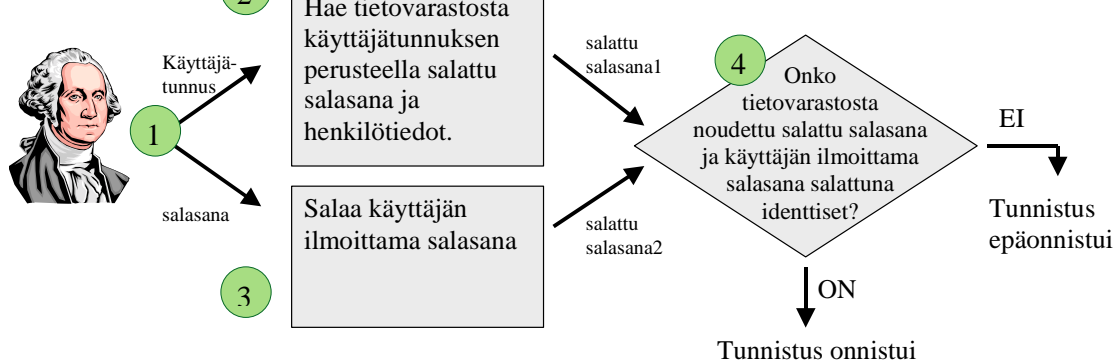 2
Hae tietovarastosta
käyttäjätunnuksen
perusteella salattu
salasana ja
henkilötiedot.
Käyttäjä-
tunnus
1
salasana
Salaa käyttäjän
ilmoittama salasana
3
salattu
salasana1
salattu
salasana2
4
Onko
tietovarastosta
noudettu salattu salasana
ja käyttäjän ilmoittama
salasana salattuna
identtiset?
EI
Tunnistus
epäonnistui
ON
Tunnistus onnistui